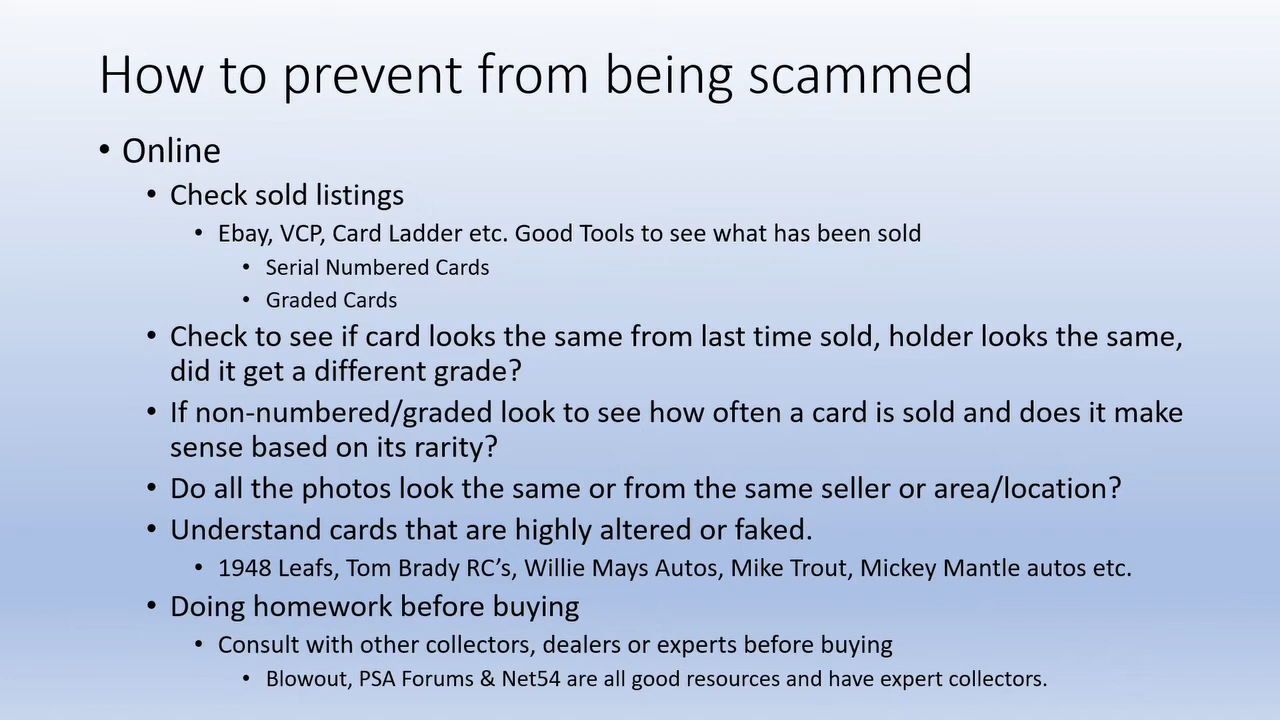 How to prevent from being scammed
• Online
• Check sold listings
• Ebay, VCP, Card Ladder etc. Good Tools to see what has been sold
• Serial Numbered Cards
• Graded Cards
• Check to see if card looks the same from last time sold, holder looks the same,
did it get a different grade?
• If non-numbered/graded look to see how often a card is sold and does it make
sense based on its rarity?
• Do all the photos look the same or from the same seller or area/location?
• Understand cards that are highly altered or faked.
• 1948 Leafs, Tom Brady RC's, Willie Mays Autos, Mike Trout, Mickey Mantle autos etc.
• Doing homework before buying
• Consult with other collectors, dealers or experts before buying
• Blowout, PSA Forums & Net54 are all good resources and have expert collectors.